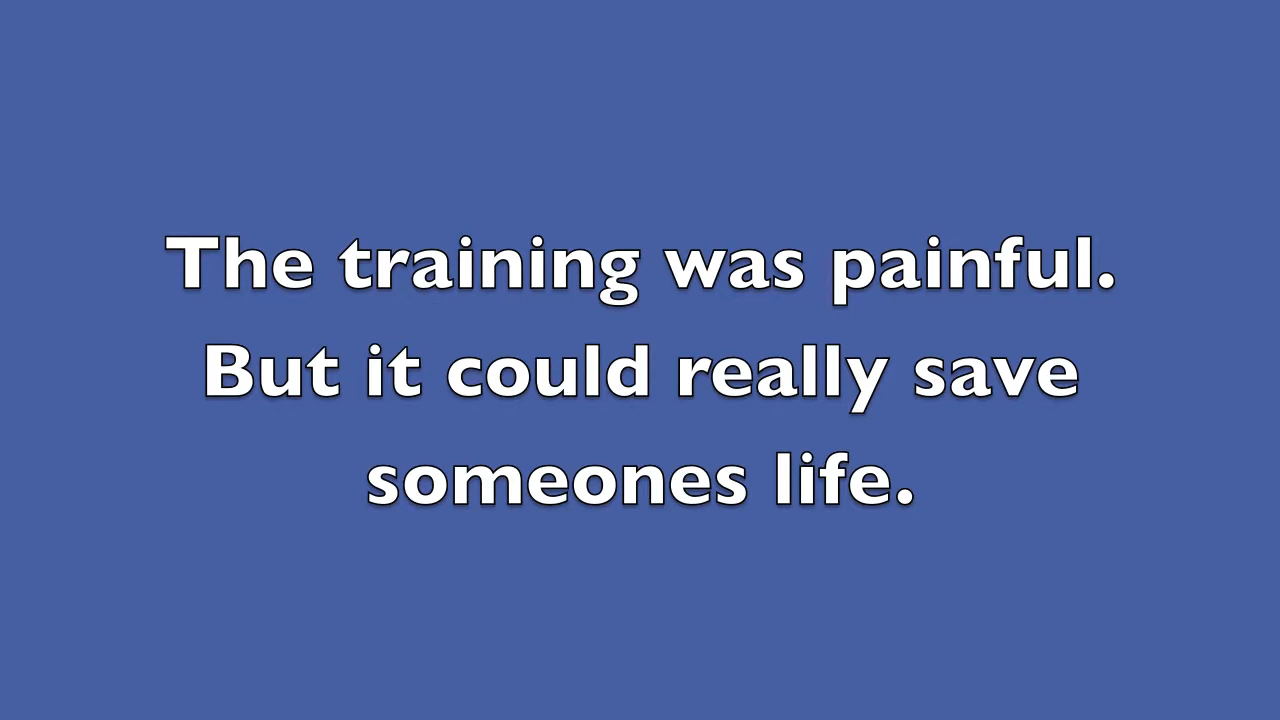 The training was painful.
But it could really save
someones life.